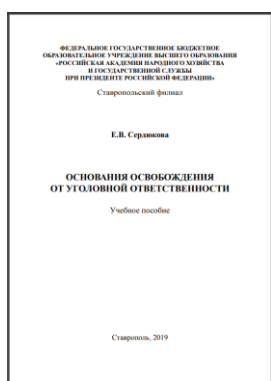 ФЕДЕРАЛЬНОЕ ГОСУДАРСТВЕННОЕ БЮДЖЕТНОЕ
ОБРАЗОВАТЕЛЬНОЕ УЧРЕЖДЕНИЕ ВЫСШЕГО ОБРАЗОВАНИЯ
«РОССИЙСКАЯ АКАДЕМИЯ НАРОДНОГО ХОЗЯЙСТВА
И ГОСУДАРСТВЕННОЙ СЛУЖБЫ
ПРИ ПРЕЗИДЕНТЕ РОССИЙСКОЙ ФЕДЕРАЦИИ»
Ставропольский филиал
Е.В. Сердюкова
ОСНОВАНИЯ ОСВОБОЖДЕНИЯ
ОТ УГОЛОВНОЙ ОТВЕТСТВЕННОСТИ
Учебное пособие
Ставрополь, 2019